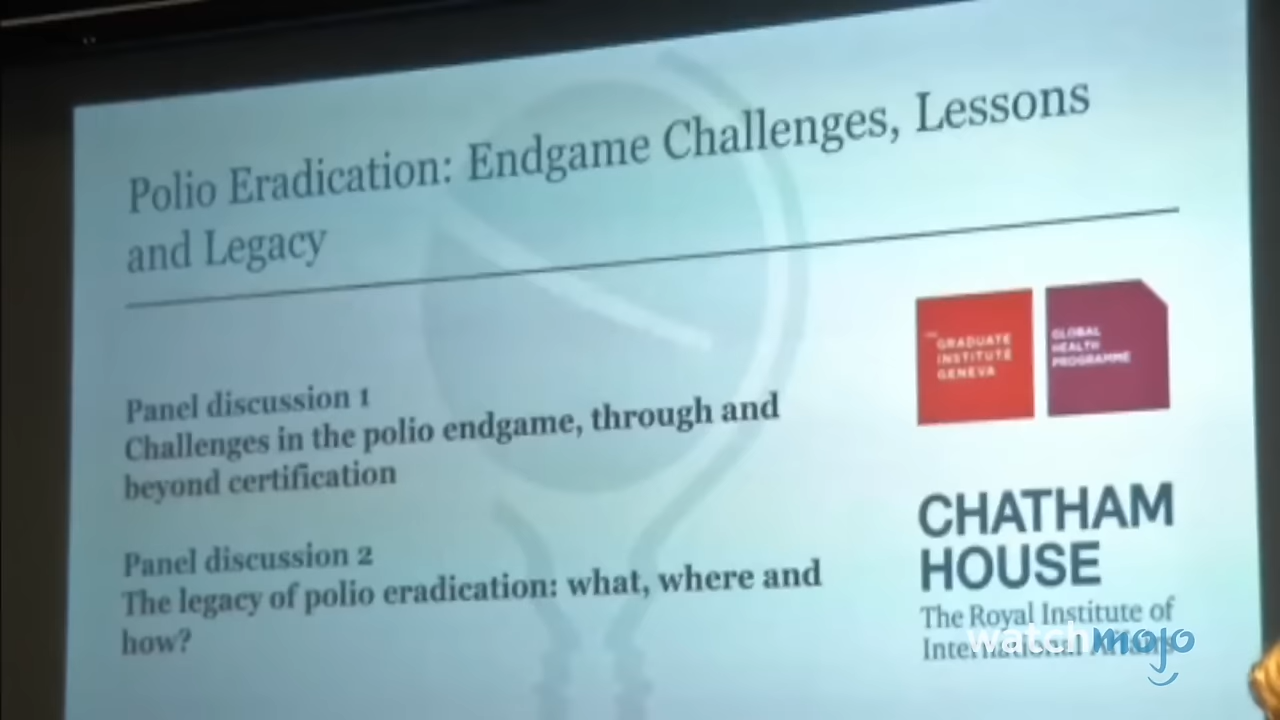 Polio Eradication: Endgame Challenges, Lessons
and Legacy
Panel discussion 1
Challenges in the polio endgame, through and
beyond certification
Panel discussion 2
The legacy of polio eradication: what, where and
how?
THE
GRADUATE
INSTITUTE
GENEVA
GLOBAL
HEALTH
PROGRAMME
CHATHAM
HOUSE
The Royal Institute of
International Affairs
watchmojo